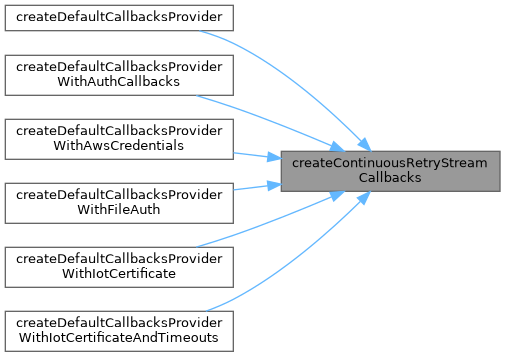 createDefaultCallbacksProvider
createDefaultCallbacksProvider
WithAuthCallbacks
createDefaultCallbacksProvider
WithAwsCredentials
createDefaultCallbacksProvider
WithFileAuth
createDefaultCallbacksProvider
WithIotCertificate
createDefaultCallbacksProvider
WithIotCertificateAndTimeouts
createContinuousRetryStream
Callbacks